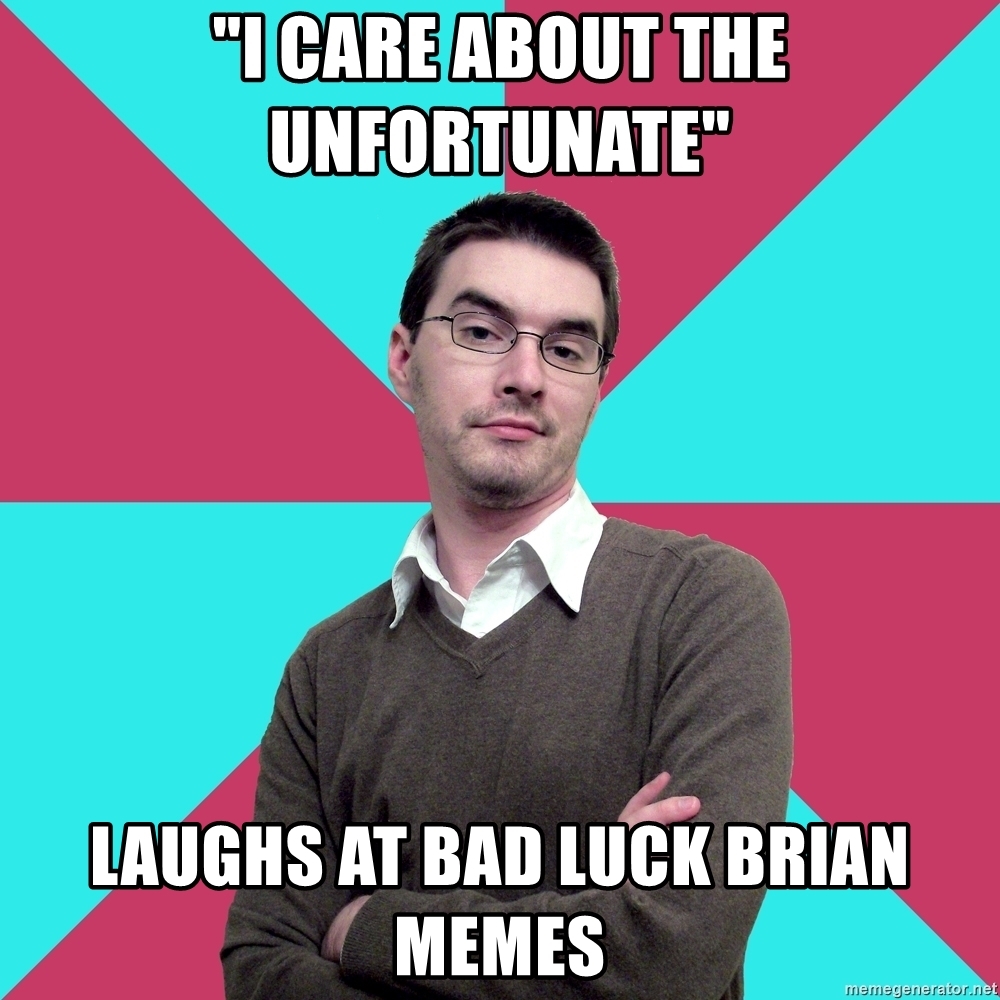 "I CARE ABOUT THE
UNFORTUNATE"
LAUGHS AT BAD LUCK BRIAN
MEMES
memegenerator.net